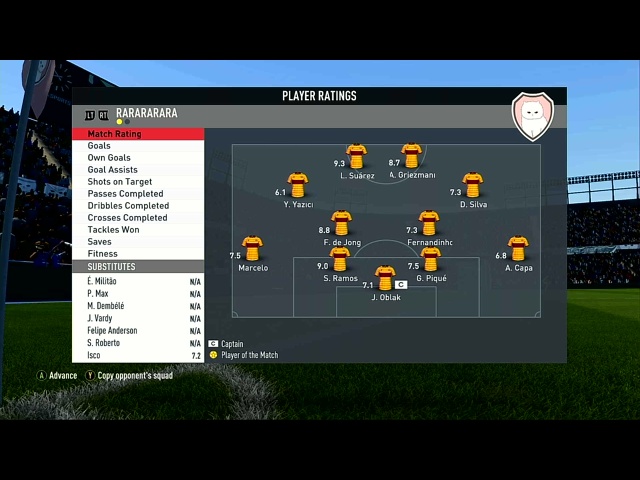 PLAYER RATINGS
LT RT RARARARARA
Match Rating
Goals
Own Goals
Goal Assists
Shots on Target
Passes Completed
Dribbles Completed
Crosses Completed
Tackles Won
Saves
Fitness
SUBSTITUTES
É. Militão N/A
P. Max N/A
M. Dembélé N/A
J. Vardy N/A
Felipe Anderson N/A
S. Roberto N/A
Isco 7.2
9.3 8.7
L. Suárez A. Griezmann
6.1 7.3
Y. Yazici D. Silva
8.8 7.3
F. de Jong Fernandinho
7.5 6.8
Marcelo A. Capa
9.0 7.5
S. Ramos G. Piqué
7.1 C
J. Oblak
C Captain
Player of the Match
A Advance Y Copy opponent's squad